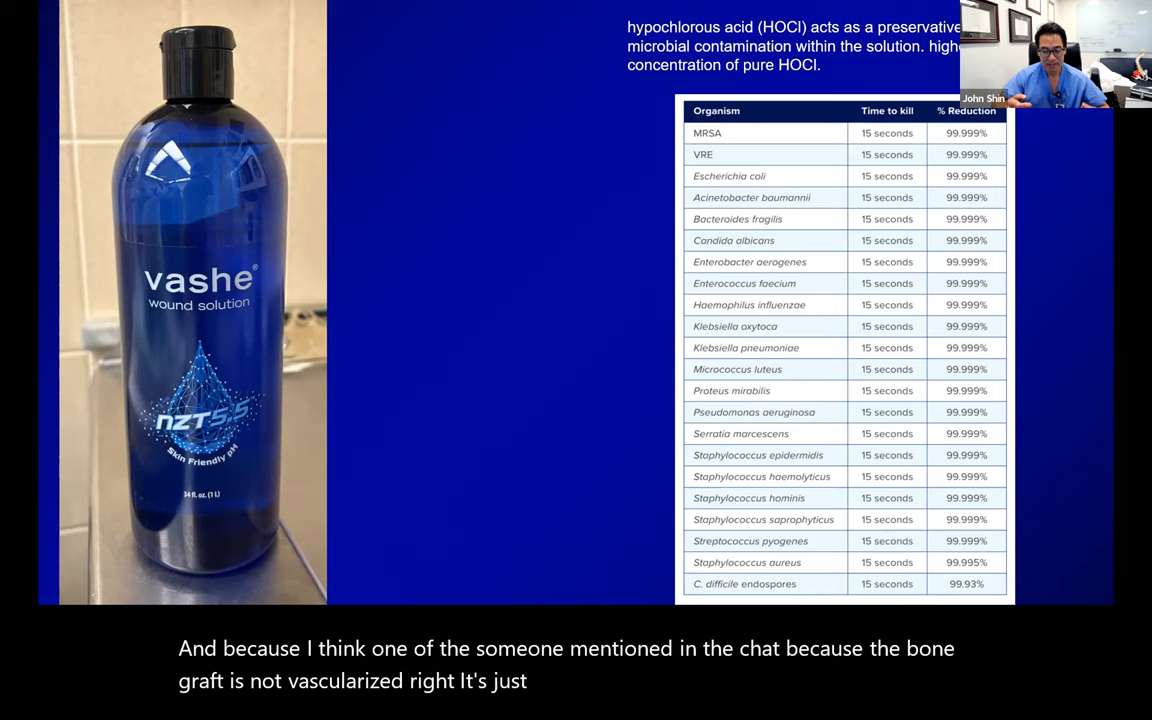 hypochlorous acid (HOCl) acts as a preservative
microbial contamination within the solution. high
concentration of pure HOCl.
John Shin
Organism Time to kill % Reduction
MRSA 15 seconds 99.999%
VRE 15 seconds 99.999%
Escherichia coli 15 seconds 99.999%
Acinetobacter baumannii 15 seconds 99.999%
Bacteroides fragilis 15 seconds 99.999%
Candida albicans 15 seconds 99.999%
Enterobacter aerogenes 15 seconds 99.999%
Enterococcus faecium 15 seconds 99.999%
Haemophilus influenzae 15 seconds 99.999%
Klebsiella oxytoca 15 seconds 99.999%
Klebsiella pneumoniae 15 seconds 99.999%
Micrococcus luteus 15 seconds 99.999%
Proteus mirabilis 15 seconds 99.999%
Pseudomonas aeruginosa 15 seconds 99.999%
Serratia marcescens 15 seconds 99.999%
Staphylococcus epidermidis 15 seconds 99.999%
Staphylococcus haemolyticus 15 seconds 99.999%
Staphylococcus hominis 15 seconds 99.999%
Staphylococcus saprophyticus 15 seconds 99.999%
Streptococcus pyogenes 15 seconds 99.999%
Staphylococcus aureus 15 seconds 99.995%
C. difficile endospores 15 seconds 99.93%
vashe®
wound solution
nzt5.5
Skin Friendly pH
34 fl. oz. (1 L)
And because I think one of the someone mentioned in the chat because the bone
graft is not vascularized right It's just